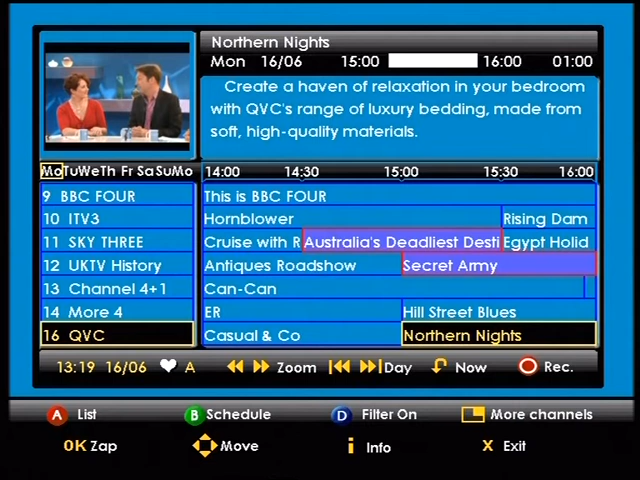 Northern Nights
Mon 16/06 15:00 16:00 01:00
Create a haven of relaxation in your bedroom
with QVC's range of luxury bedding, made from
soft, high-quality materials.
MoTuWeTh Fr SaSuMo 14:00 14:30 15:00 15:30 16:00
9 BBC FOUR This is BBC FOUR
10 ITV3 Hornblower Rising Dam
11 SKY THREE Cruise with R Australia's Deadliest Desti Egypt Holid
12 UKTV History Antiques Roadshow Secret Army
13 Channel 4+1 Can-Can
14 More 4 ER Hill Street Blues
16 QVC Casual & Co Northern Nights
13:19 16/06 A Zoom Day Now Rec.
A List B Schedule D Filter On More channels
OK Zap Move i Info X Exit